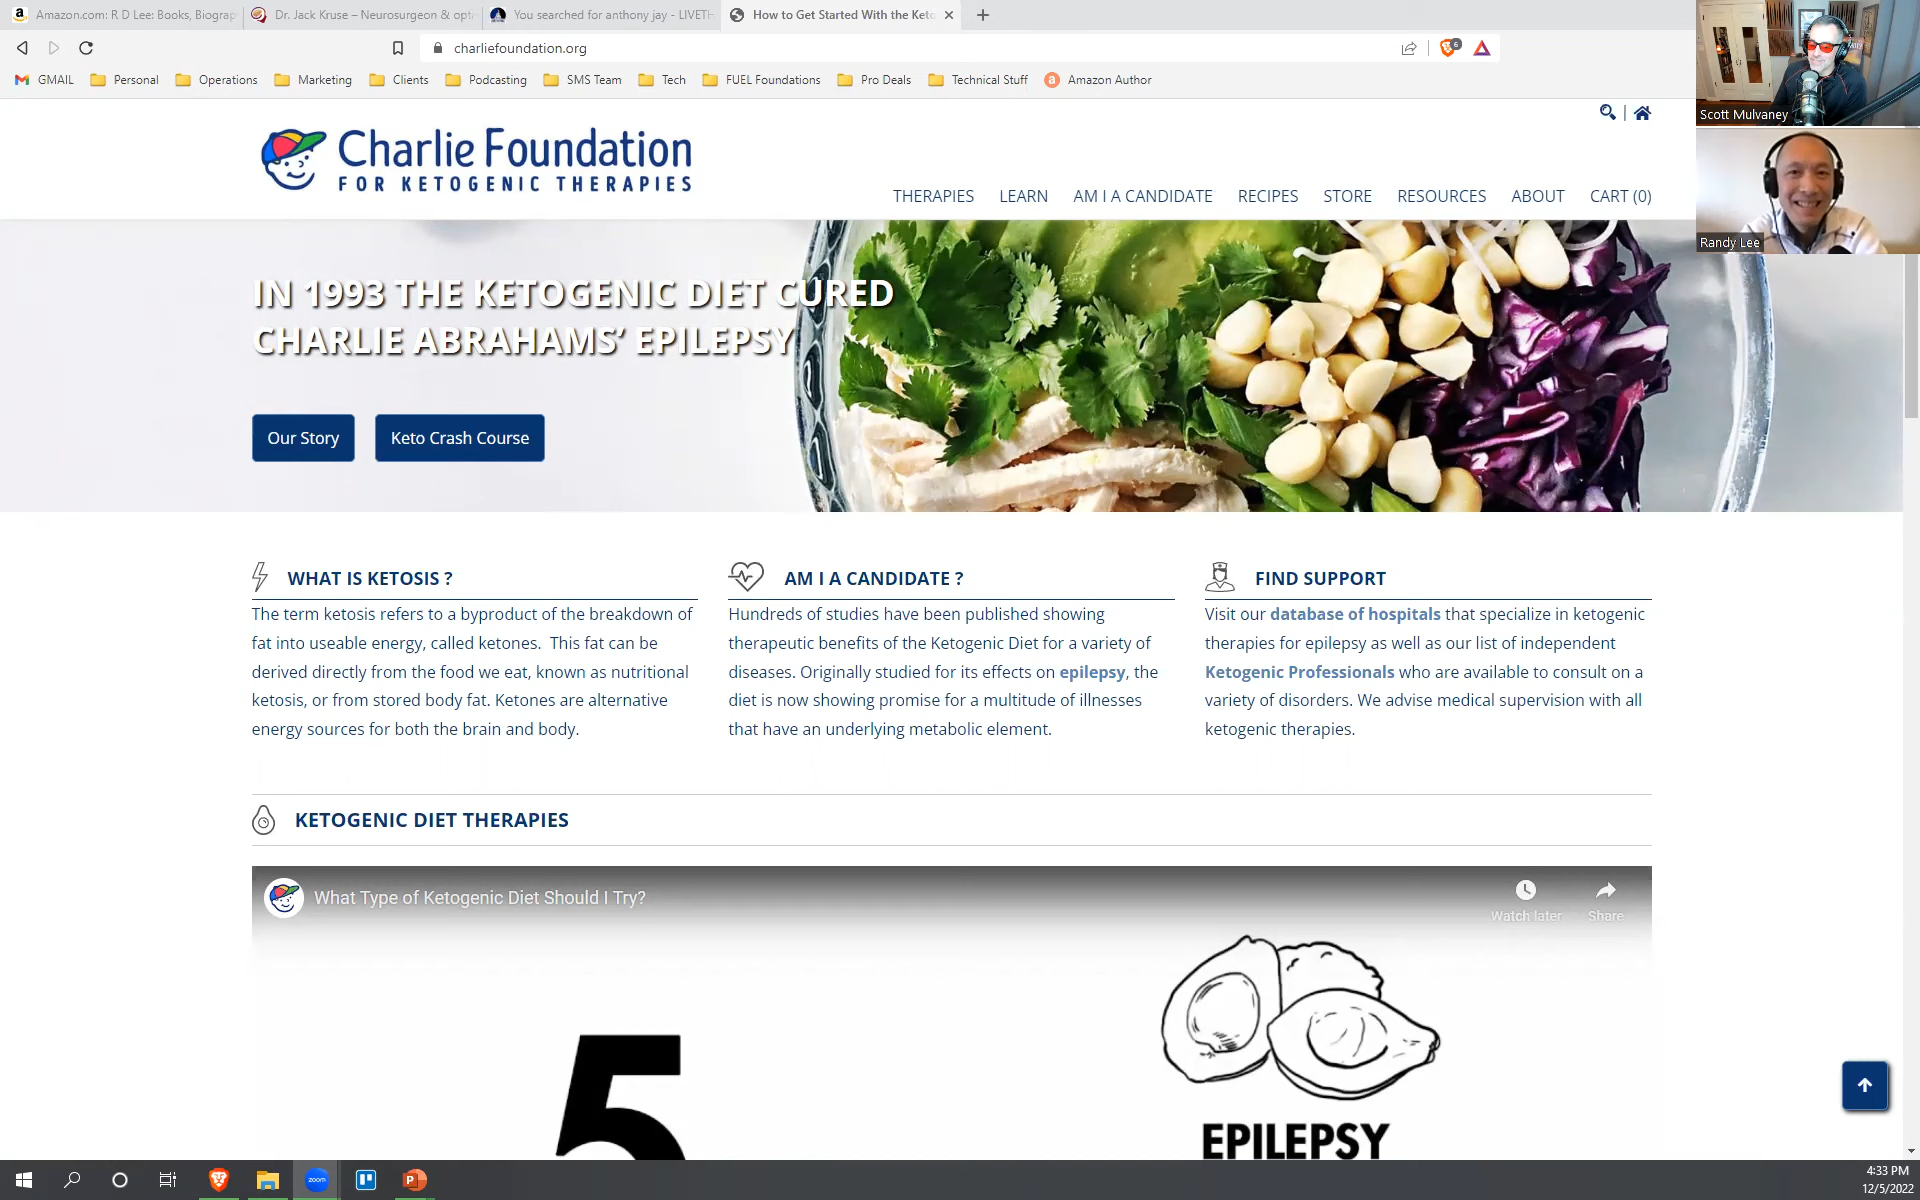 Amazon.com: R D Lee: Books, Biograp
Dr. Jack Kruse – Neurosurgeon & opt
You searched for anthony jay - LIVETH
How to Get Started With the Keto
charliefoundation.org
6
GMAIL
Personal
Operations
Marketing
Clients
Podcasting
SMS Team
Tech
FUEL Foundations
Pro Deals
Technical Stuff
Amazon Author
Scott Mulvaney
Randy Lee
Charlie Foundation
FOR KETOGENIC THERAPIES
THERAPIES
LEARN
AM I A CANDIDATE
RECIPES
STORE
RESOURCES
ABOUT
CART (0)
IN 1993 THE KETOGENIC DIET CURED
CHARLIE ABRAHAMS’ EPILEPSY
Our Story
Keto Crash Course
WHAT IS KETOSIS ?
The term ketosis refers to a byproduct of the breakdown of
fat into useable energy, called ketones. This fat can be
derived directly from the food we eat, known as nutritional
ketosis, or from stored body fat. Ketones are alternative
energy sources for both the brain and body.
AM I A CANDIDATE ?
Hundreds of studies have been published showing
therapeutic benefits of the Ketogenic Diet for a variety of
diseases. Originally studied for its effects on epilepsy, the
diet is now showing promise for a multitude of illnesses
that have an underlying metabolic element.
FIND SUPPORT
Visit our database of hospitals that specialize in ketogenic
therapies for epilepsy as well as our list of independent
Ketogenic Professionals who are available to consult on a
variety of disorders. We advise medical supervision with all
ketogenic therapies.
KETOGENIC DIET THERAPIES
What Type of Ketogenic Diet Should I Try?
Watch later
Share
5
EPILEPSY
zoom
P
4:33 PM
12/5/2022